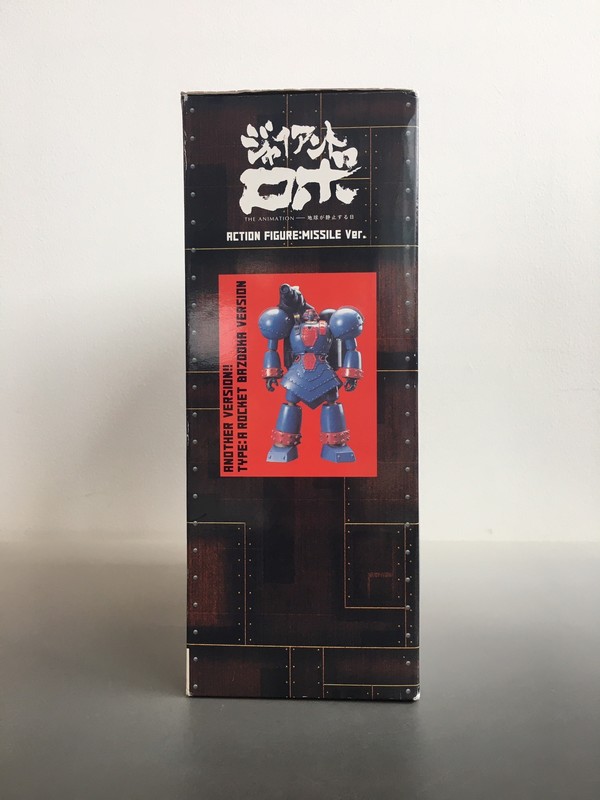 ジャイアント
ロボ
THE ANIMATION — 地球が静止する日
ACTION FIGURE:MISSILE Ver.
ANOTHER VERSION!!
TYPE:A ROCKET BAZOOKA VERSION